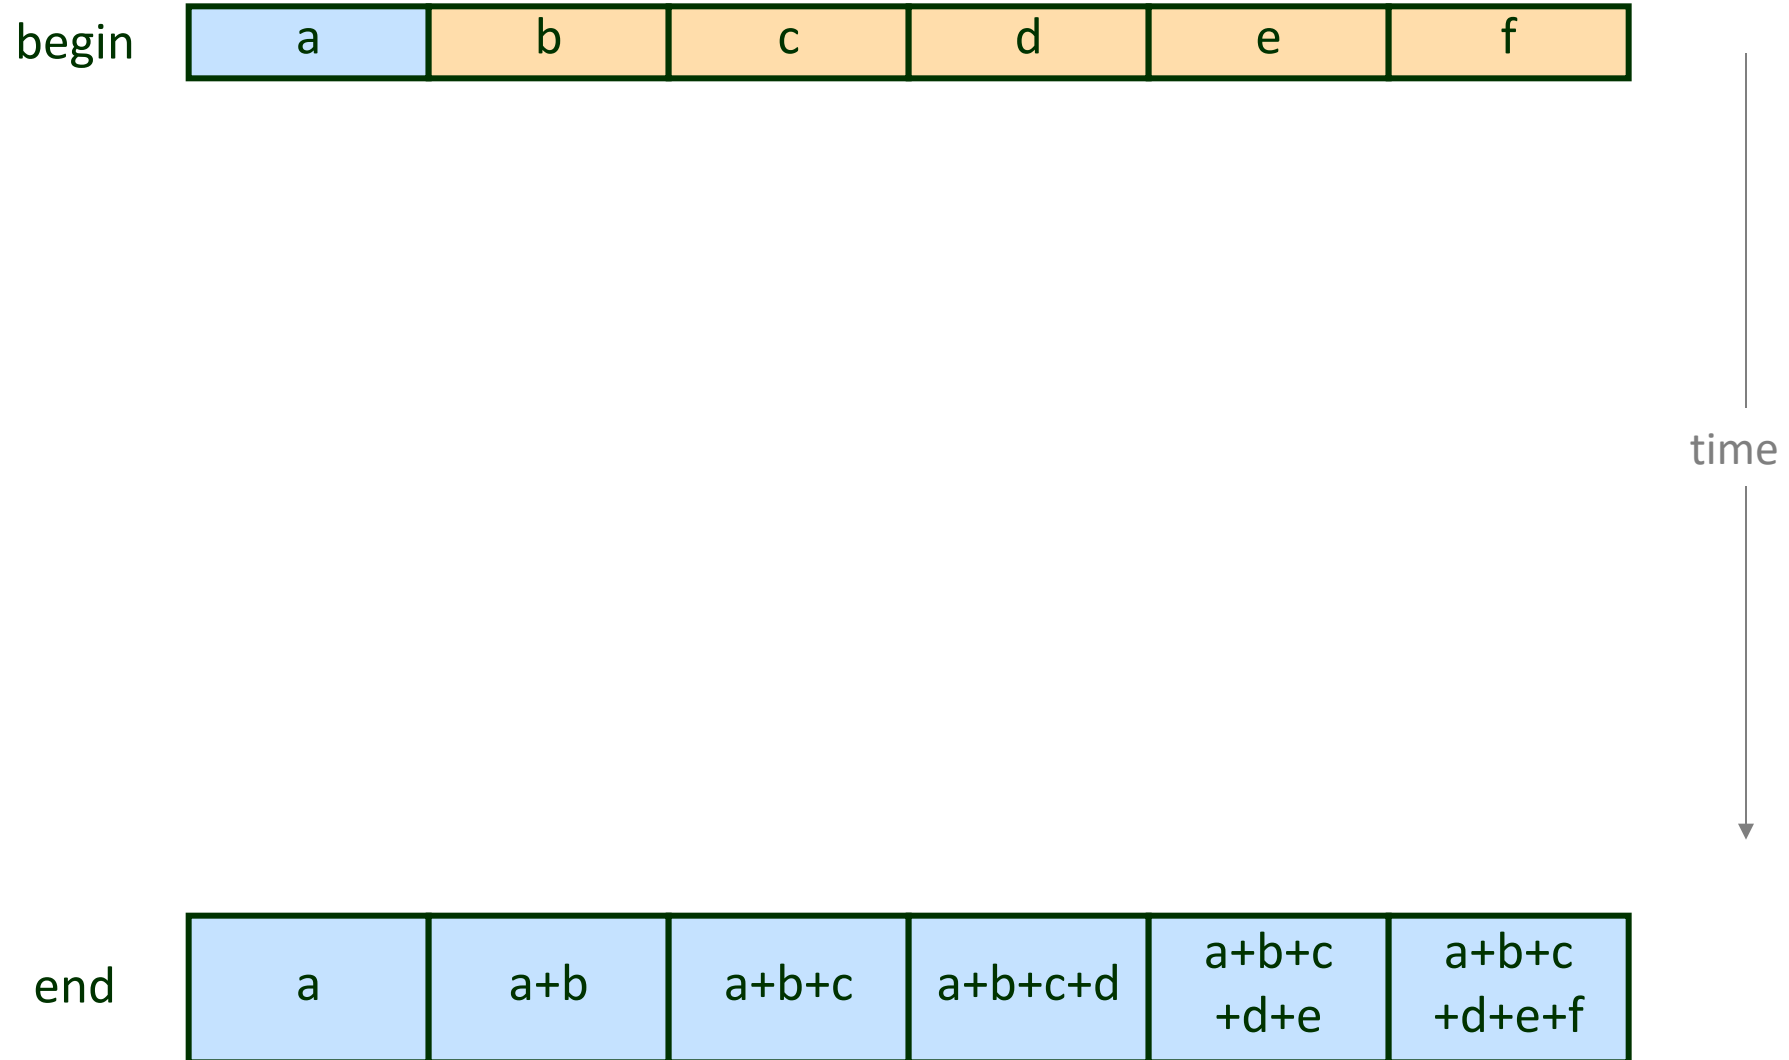 begin a b c d e f
time
end a a+b a+b+c a+b+c+d a+b+c +d+e a+b+c +d+e+f